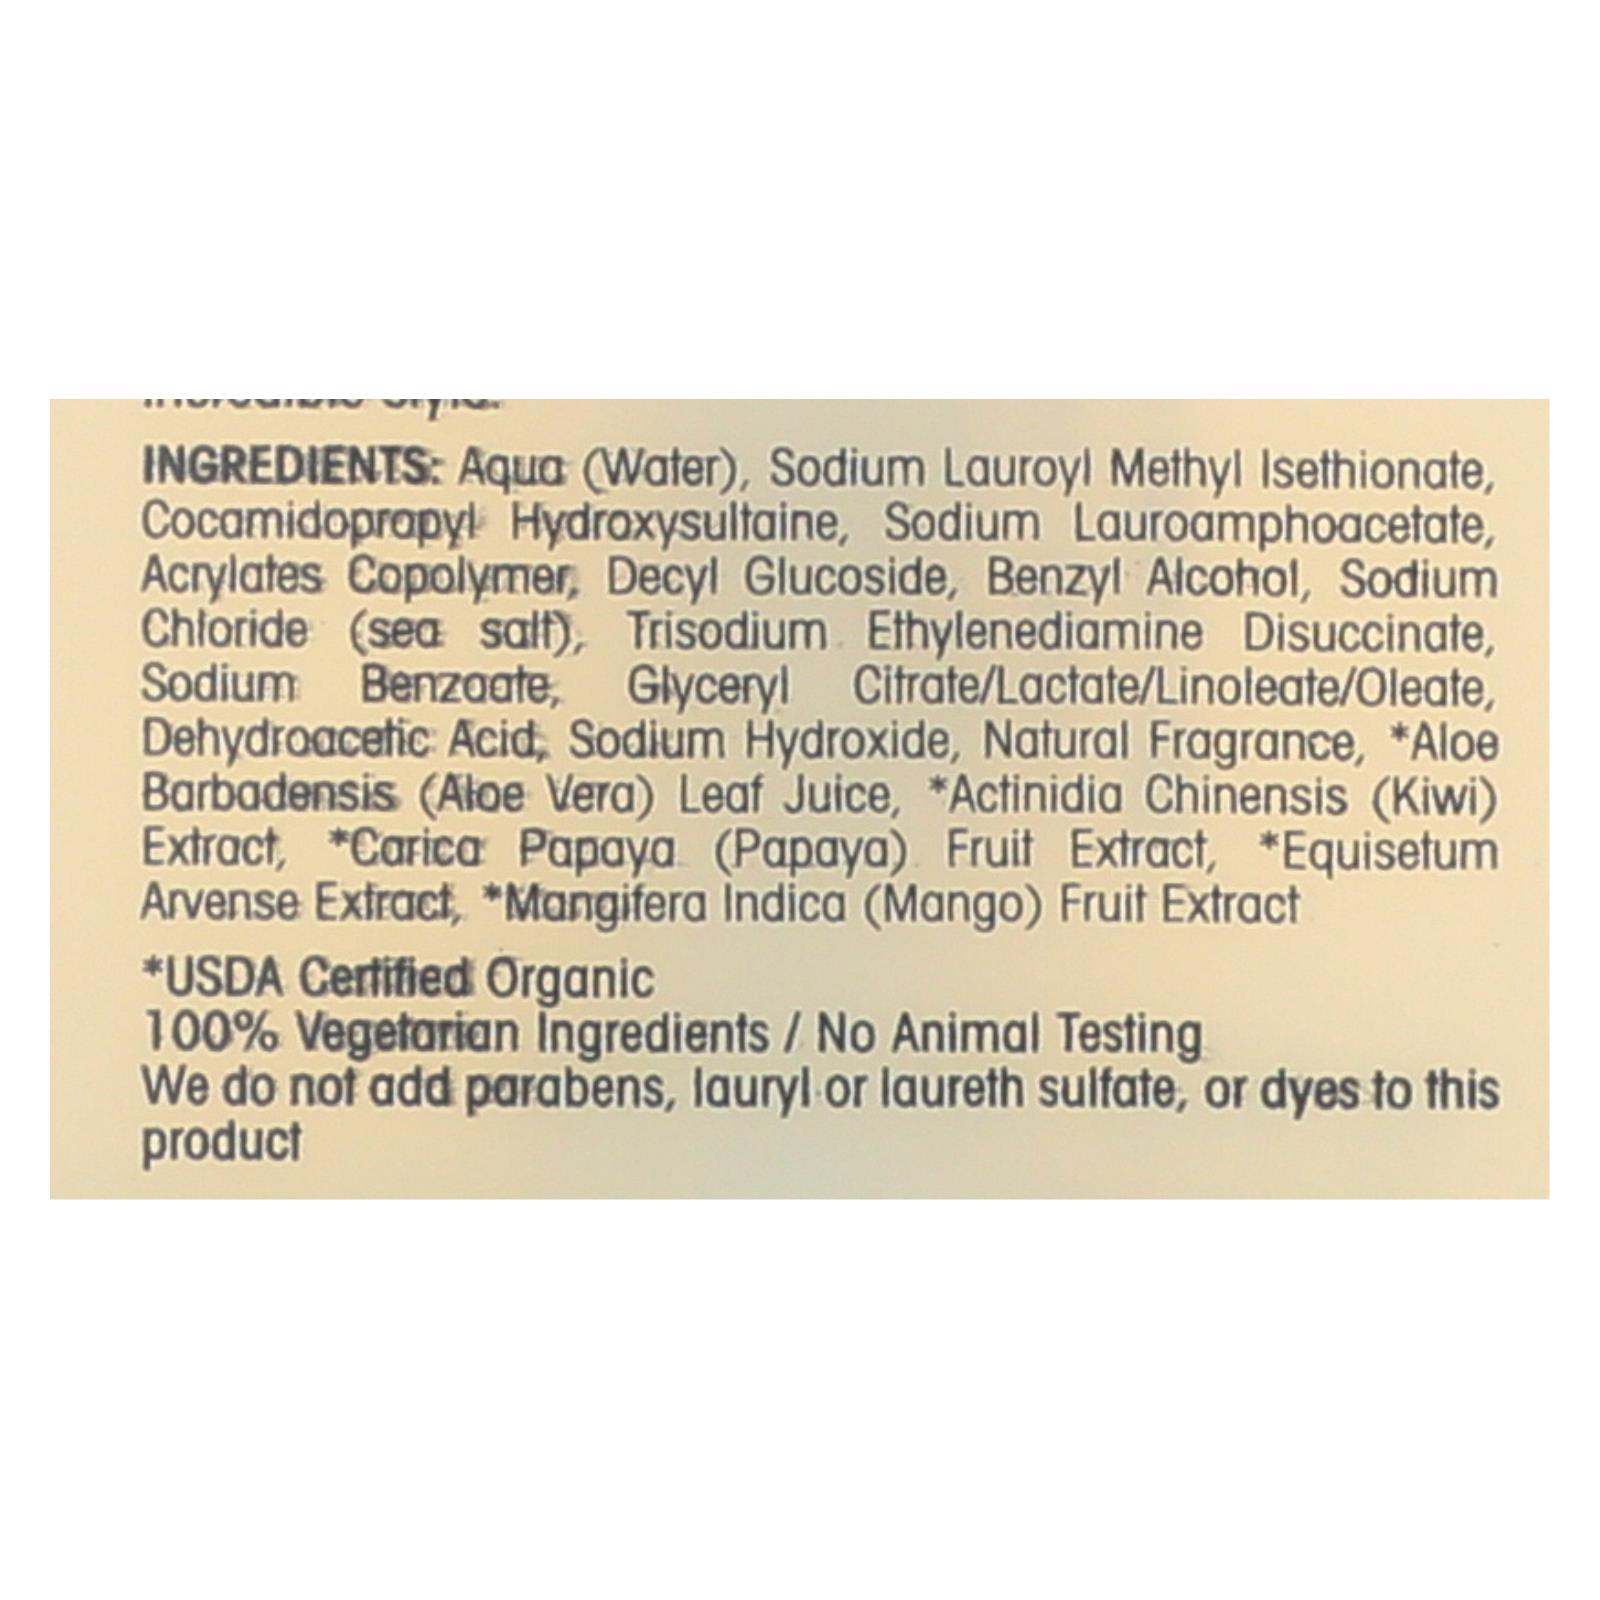 INGREDIENTS: Aqua (Water), Sodium Lauroyl Methyl Isethionate,
Cocamidopropyl Hydroxysultaine, Sodium Lauroamphoacetate,
Acrylates Copolymer, Decyl Glucoside, Benzyl Alcohol, Sodium
Chloride (sea salt), Trisodium Ethylenediamine Disuccinate,
Sodium Benzoate, Glyceryl Citrate/Lactate/Linoleate/Oleate,
Dehydroacetic Acid, Sodium Hydroxide, Natural Fragrance, *Aloe
Barbadensis (Aloe Vera) Leaf Juice, *Actinidia Chinensis (Kiwi)
Extract, *Carica Papaya (Papaya) Fruit Extract, *Equisetum
Arvense Extract, *Mangifera Indica (Mango) Fruit Extract
*USDA Certified Organic
100% Vegetarian Ingredients / No Animal Testing
We do not add parabens, lauryl or laureth sulfate, or dyes to this
product